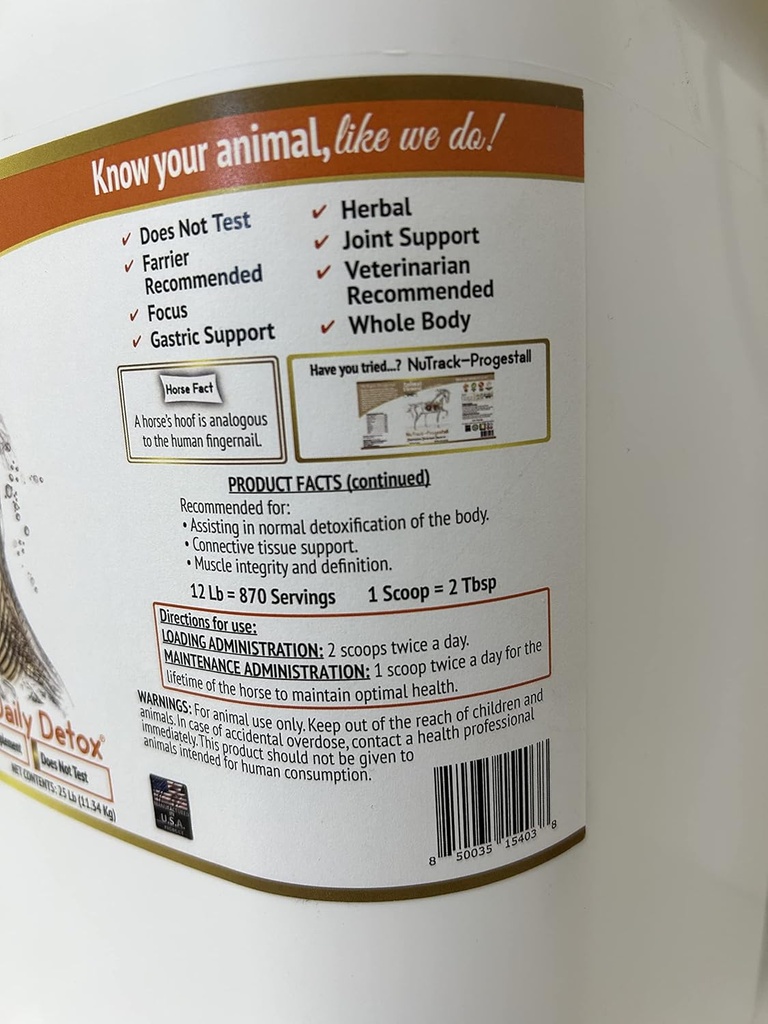 Know your animal, like we do!
✓ Does Not Test
✓ Farrier
Recommended
✓ Focus
✓ Gastric Support
✓ Herbal
✓ Joint Support
✓ Veterinarian
Recommended
✓ Whole Body
Horse Fact
A horse's hoof is analogous
to the human fingernail.
Have you tried...? NuTrack-Progestall
PRODUCT FACTS (continued)
Recommended for:
• Assisting in normal detoxification of the body.
• Connective tissue support.
• Muscle integrity and definition.
12 Lb = 870 Servings 1 Scoop = 2 Tbsp
Directions for use:
LOADING ADMINISTRATION: 2 scoops twice a day.
MAINTENANCE ADMINISTRATION: 1 scoop twice a day for the
lifetime of the horse to maintain optimal health.
WARNINGS: For animal use only. Keep out of the reach of children and
animals. In case of accidental overdose, contact a health professional
immediately. This product should not be given to
animals intended for human consumption.
Daily Detox®
Does Not Test
NET CONTENTS: 25 Lb (11.34 Kg)
U.S.A.
8 50035 15403 8